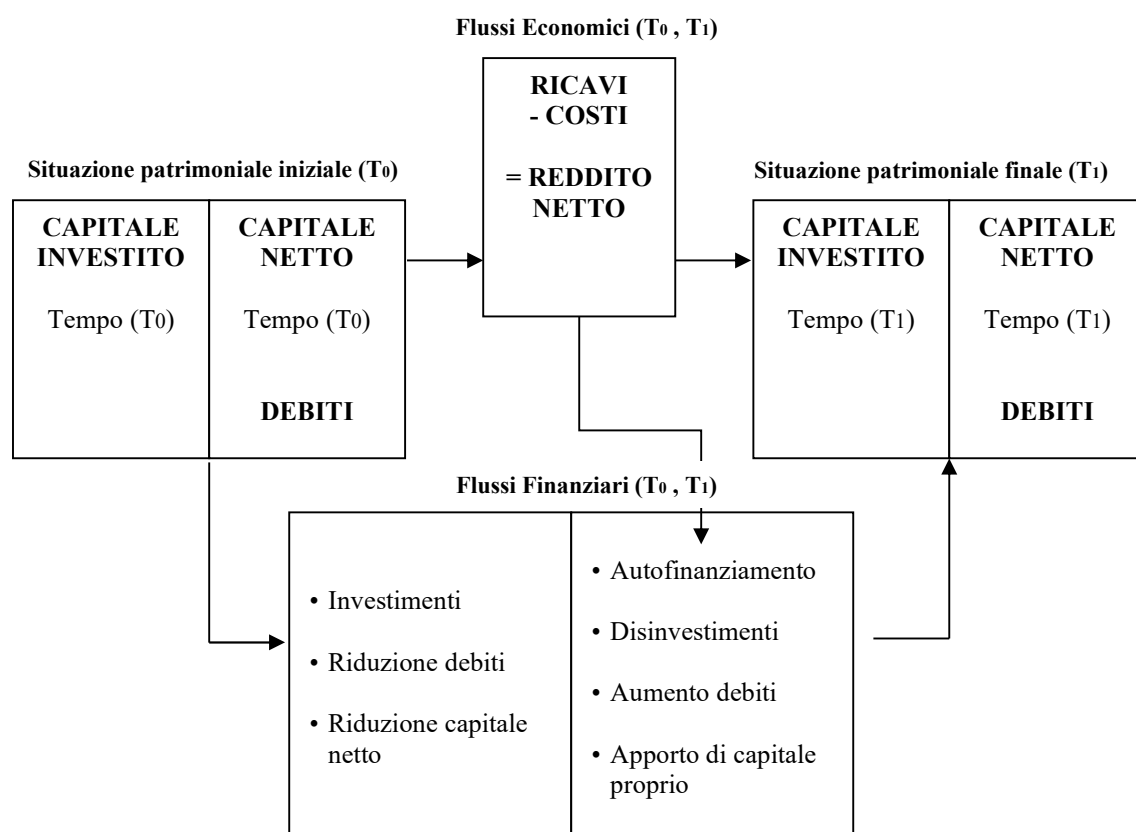 Flussi Economici (T0 , T1)
RICAVI
- COSTI
= REDDITO
NETTO
Situazione patrimoniale iniziale (T0)
CAPITALE
INVESTITO
Tempo (T0)
CAPITALE
NETTO
Tempo (T0)
DEBITI
Situazione patrimoniale finale (T1)
CAPITALE
INVESTITO
Tempo (T1)
CAPITALE
NETTO
Tempo (T1)
DEBITI
Flussi Finanziari (T0 , T1)
• Investimenti
• Riduzione debiti
• Riduzione capitale
netto
• Autofinanziamento
• Disinvestimenti
• Aumento debiti
• Apporto di capitale
proprio